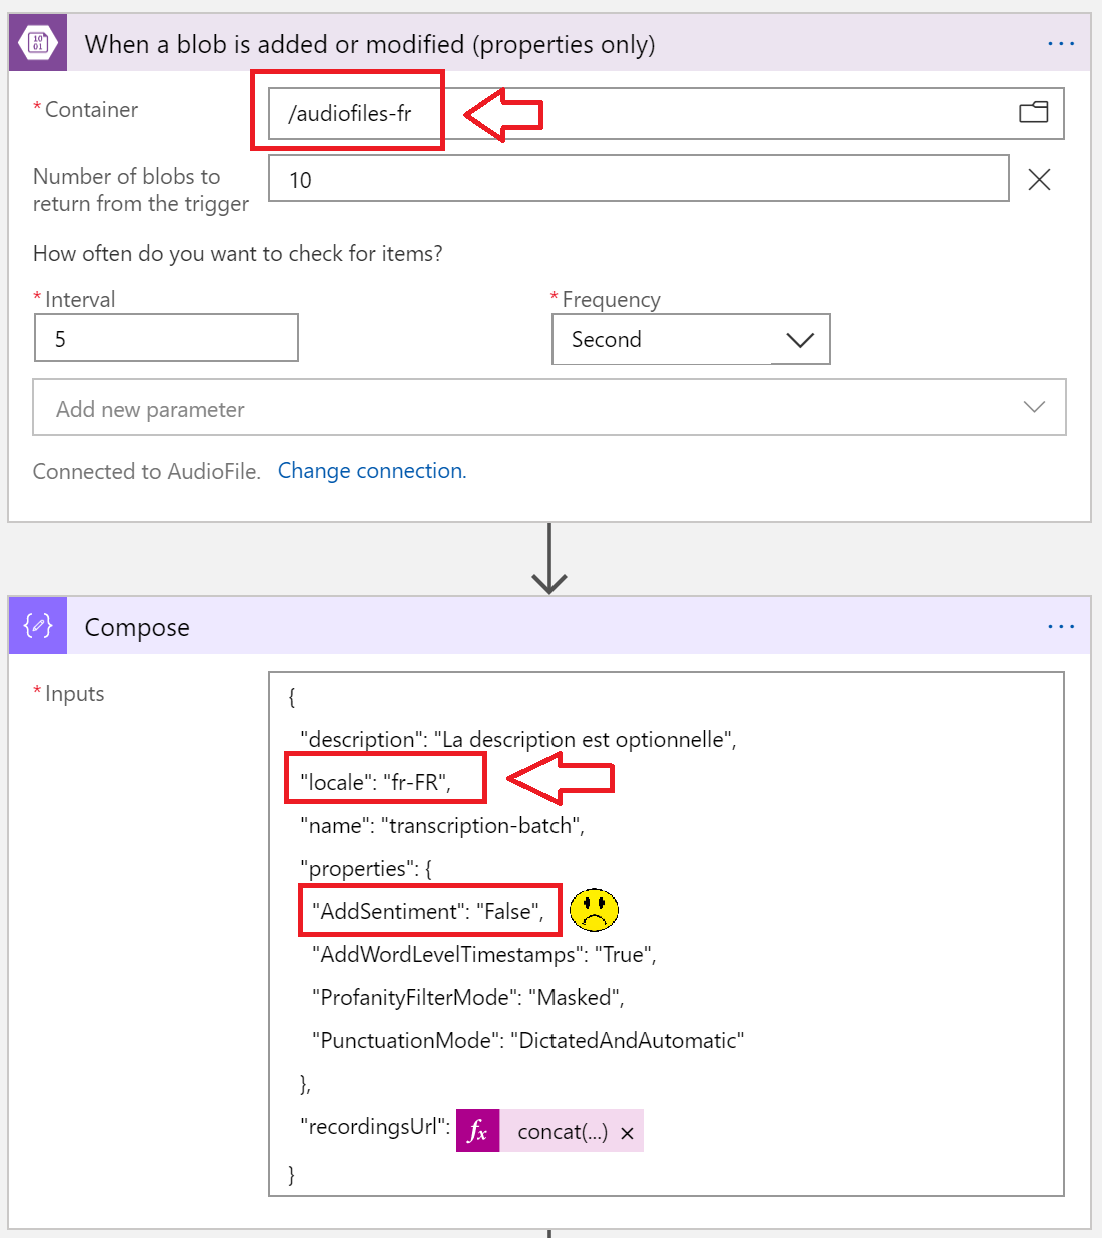 When a blob is added or modified (properties only)
* Container
/audiofiles-fr
Number of blobs to
return from the trigger
10
How often do you want to check for items?
* Interval
* Frequency
5
Second
Add new parameter
Connected to AudioFile. Change connection.
Compose
* Inputs
{
"description": "La description est optionnelle",
"locale": "fr-FR",
"name": "transcription-batch",
"properties": {
"AddSentiment": "False",
"AddWordLevelTimestamps": "True",
"ProfanityFilterMode": "Masked",
"PunctuationMode": "DictatedAndAutomatic"
},
"recordingsUrl": fx concat(...) ×
}